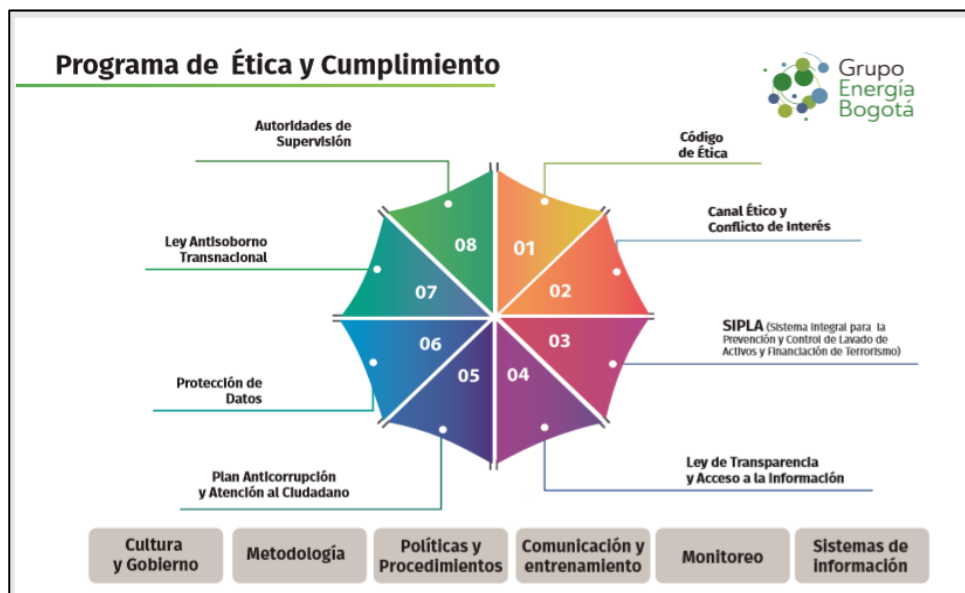 Programa de Ética y Cumplimiento
Grupo
Energía
Bogotá
Autoridades de
Supervisión
Código
de Ética
Canal Ético y
Conflicto de Interés
Ley Antisoborno
Transnacional
08
01
07
02
06
03
05
04
SIPLA (Sistema Integral para la
Prevención y Control de Lavado de
Activos y Financiación de Terrorismo)
Protección de
Datos
Plan Anticorrupción
y Atención al Ciudadano
Ley de Transparencia
y Acceso a la Información
Cultura
y Gobierno
Metodología
Políticas y
Procedimientos
Comunicación y
entrenamiento
Monitoreo
Sistemas de
información